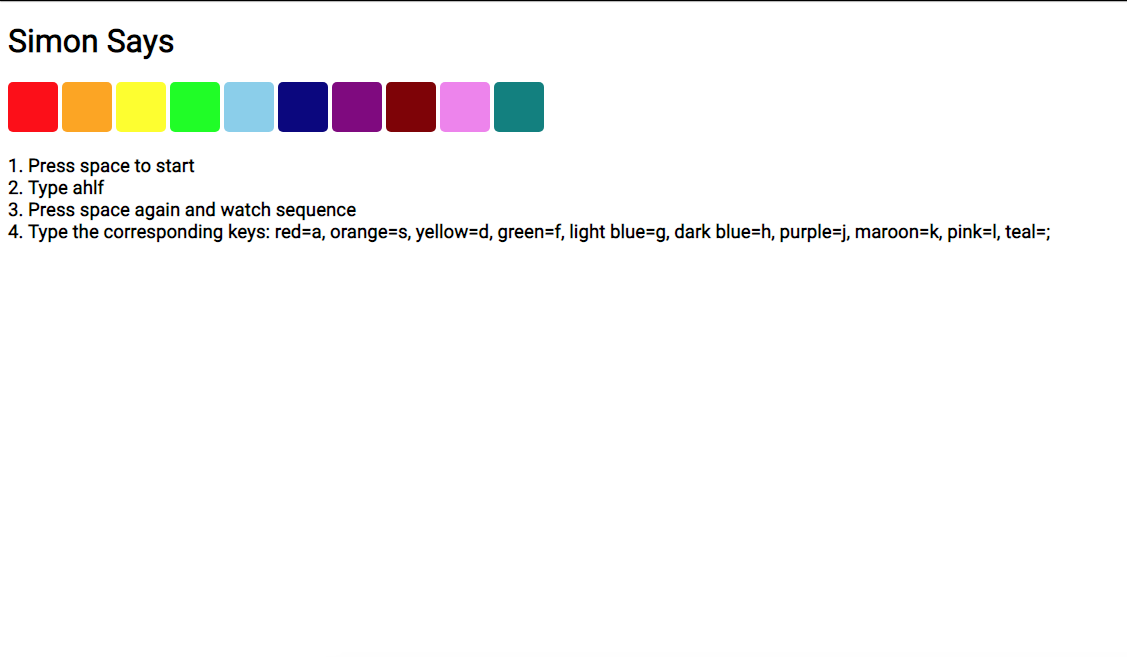 Simon Says
1. Press space to start
2. Type ahlf
3. Press space again and watch sequence
4. Type the corresponding keys: red=a, orange=s, yellow=d, green=f, light blue=g, dark blue=h, purple=j, maroon=k, pink=l, teal=;